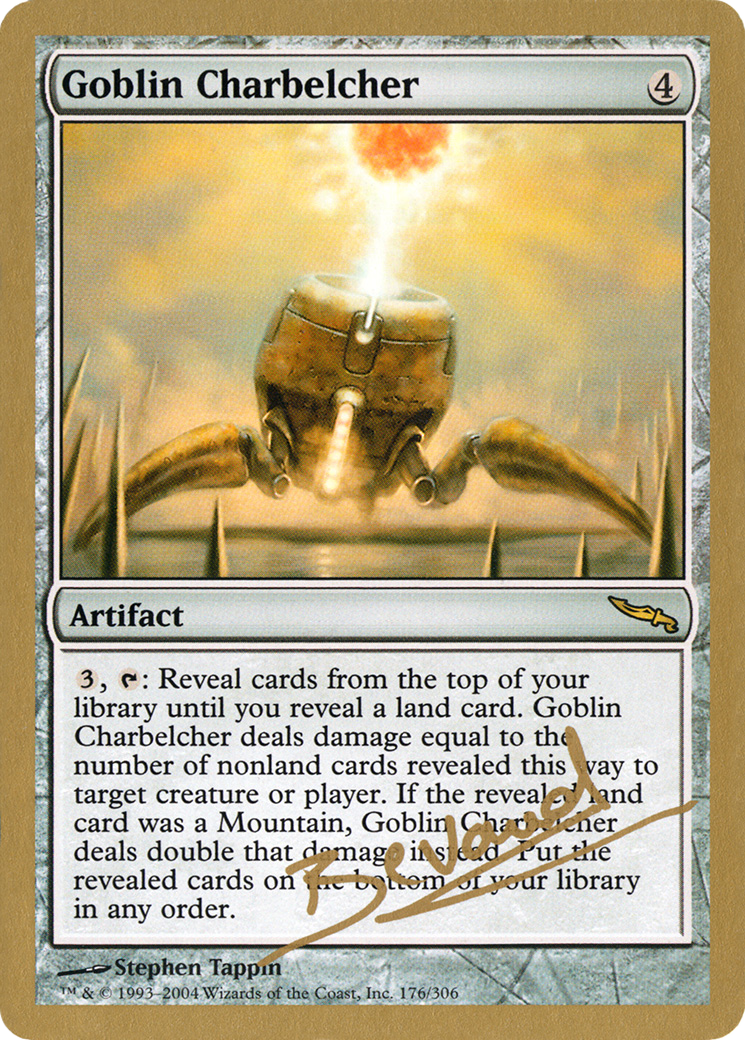 Goblin Charbelcher 4
Artifact
3, T: Reveal cards from the top of your
library until you reveal a land card. Goblin
Charbelcher deals damage equal to the
number of nonland cards revealed this way to
target creature or player. If the revealed land
card was a Mountain, Goblin Charbelcher
deals double that damage instead. Put the
revealed cards on the bottom of your library
in any order.
Stephen Tappin
™ & © 1993–2004 Wizards of the Coast, Inc. 176/306